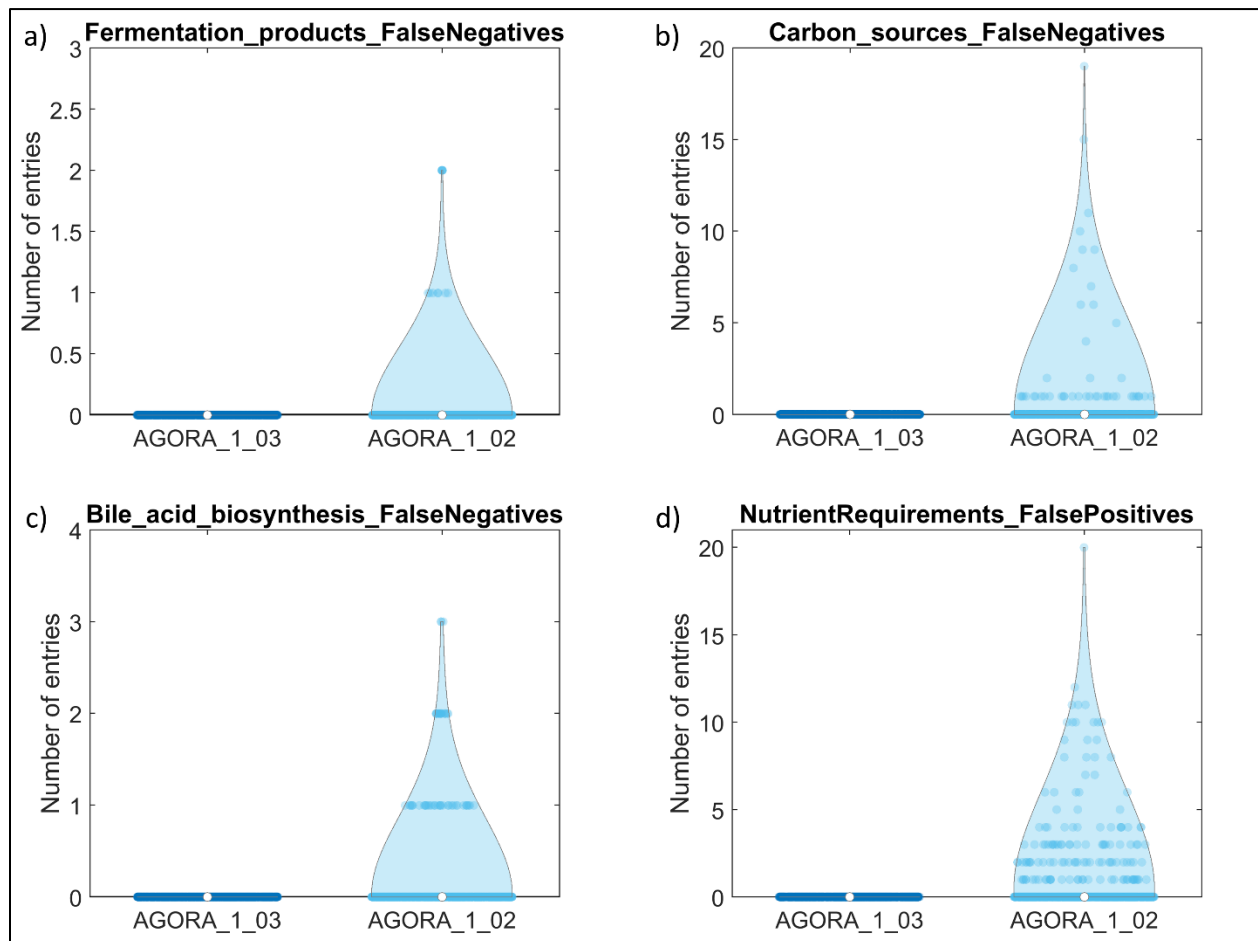 a) Fermentation_products_FalseNegatives
3
2.5
2
1.5
1
0.5
0
Number of entries
AGORA_1_03 AGORA_1_02
b) Carbon_sources_FalseNegatives
20
15
10
5
0
Number of entries
AGORA_1_03 AGORA_1_02
c) Bile_acid_biosynthesis_FalseNegatives
4
3
2
1
0
Number of entries
AGORA_1_03 AGORA_1_02
d) NutrientRequirements_FalsePositives
20
15
10
5
0
Number of entries
AGORA_1_03 AGORA_1_02